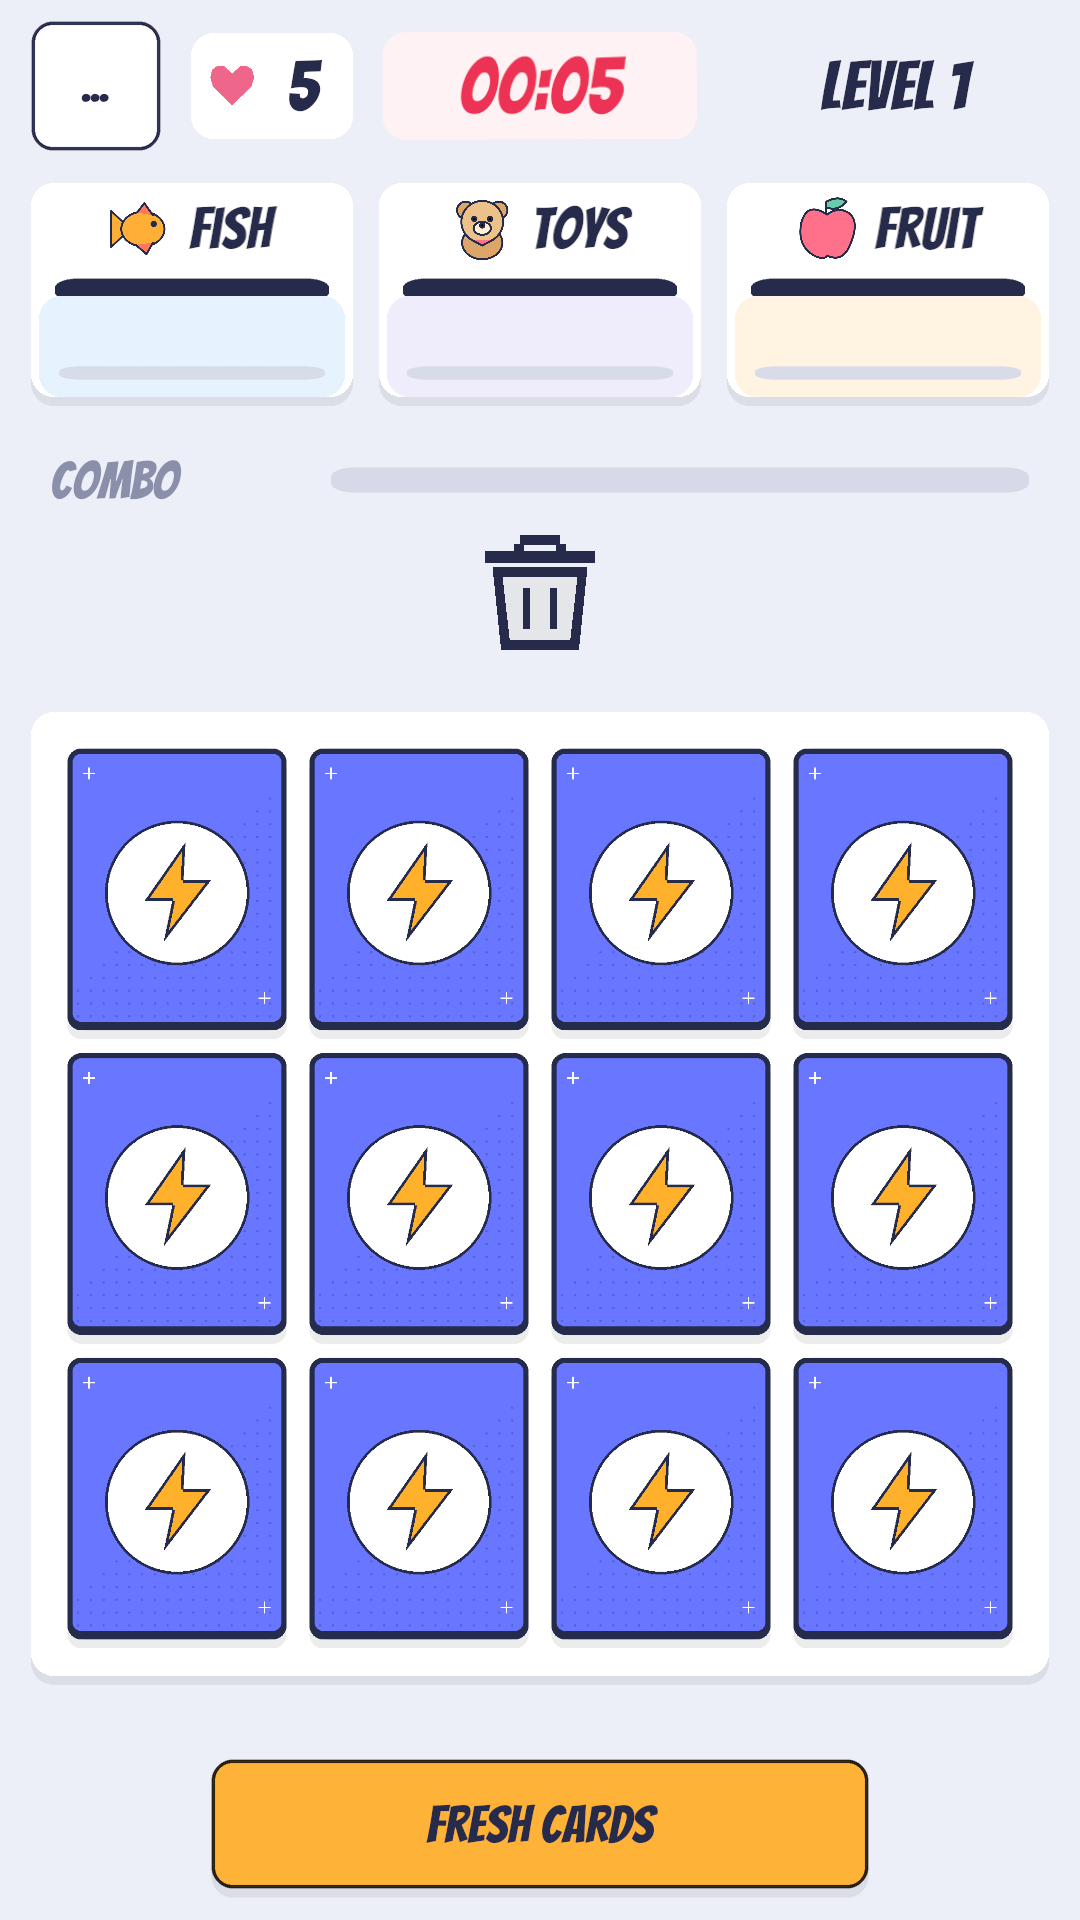 ...
5
00:05
LEVEL 1
FISH
TOYS
FRUIT
COMBO
FRESH CARDS